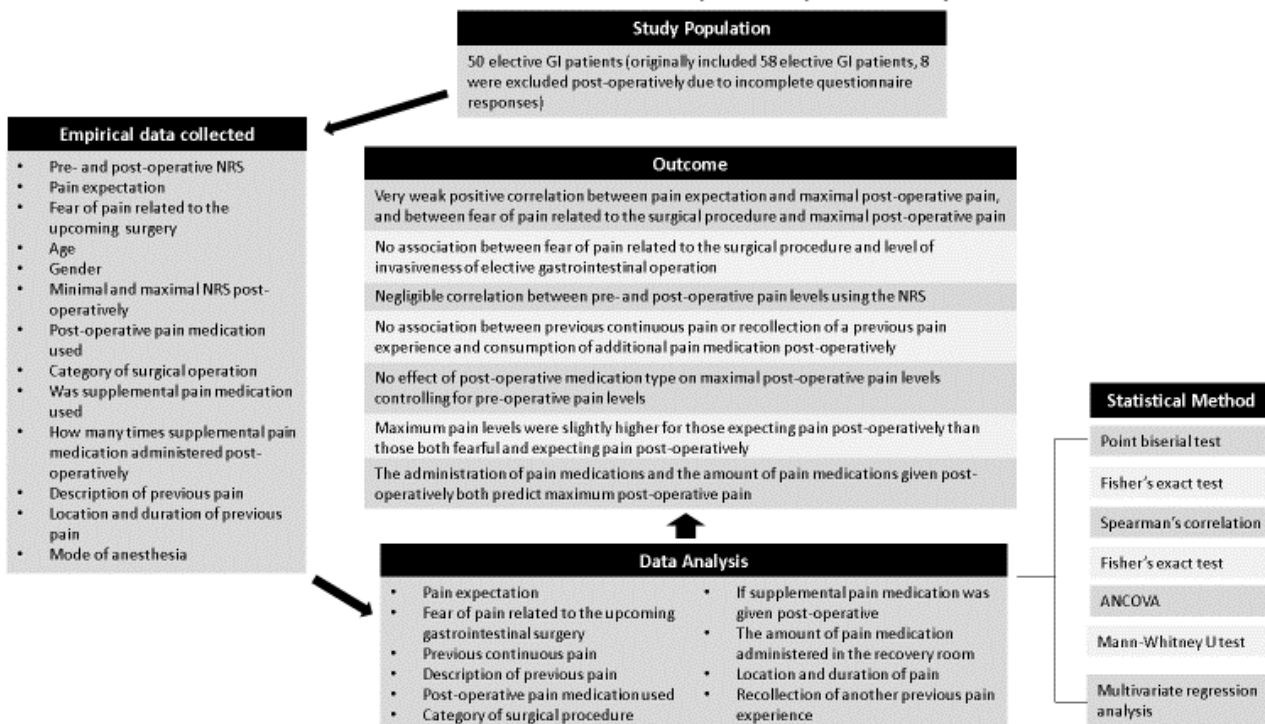 Study Population
50 elective GI patients (originally included 58 elective GI patients, 8
were excluded post-operatively due to incomplete questionnaire
responses)
Empirical data collected
• Pre- and post-operative NRS
• Pain expectation
• Fear of pain related to the
upcoming surgery
• Age
• Gender
• Minimal and maximal NRS post-
operatively
• Post-operative pain medication
used
• Category of surgical operation
• Was supplemental pain medication
used
• How many times supplemental pain
medication administered post-
operatively
• Description of previous pain
• Location and duration of previous
pain
• Mode of anesthesia
Outcome
Very weak positive correlation between pain expectation and maximal post-operative pain,
and between fear of pain related to the surgical procedure and maximal post-operative pain
No association between fear of pain related to the surgical procedure and level of
invasiveness of elective gastrointestinal operation
Negligible correlation between pre- and post-operative pain levels using the NRS
No association between previous continuous pain or recollection of a previous pain
experience and consumption of additional pain medication post-operatively
No effect of post-operative medication type on maximal post-operative pain levels
controlling for pre-operative pain levels
Maximum pain levels were slightly higher for those expecting pain post-operatively than
those both fearful and expecting pain post-operatively
The administration of pain medications and the amount of pain medications given post-
operatively both predict maximum post-operative pain
Data Analysis
• Pain expectation
• Fear of pain related to the upcoming
gastrointestinal surgery
• Previous continuous pain
• Description of previous pain
• Post-operative pain medication used
• Category of surgical procedure
• If supplemental pain medication was
given post-operative
• The amount of pain medication
administered in the recovery room
• Location and duration of pain
• Recollection of another previous pain
experience
Statistical Method
Point biserial test
Fisher's exact test
Spearman's correlation
Fisher's exact test
ANCOVA
Mann-Whitney U test
Multivariate regression
analysis